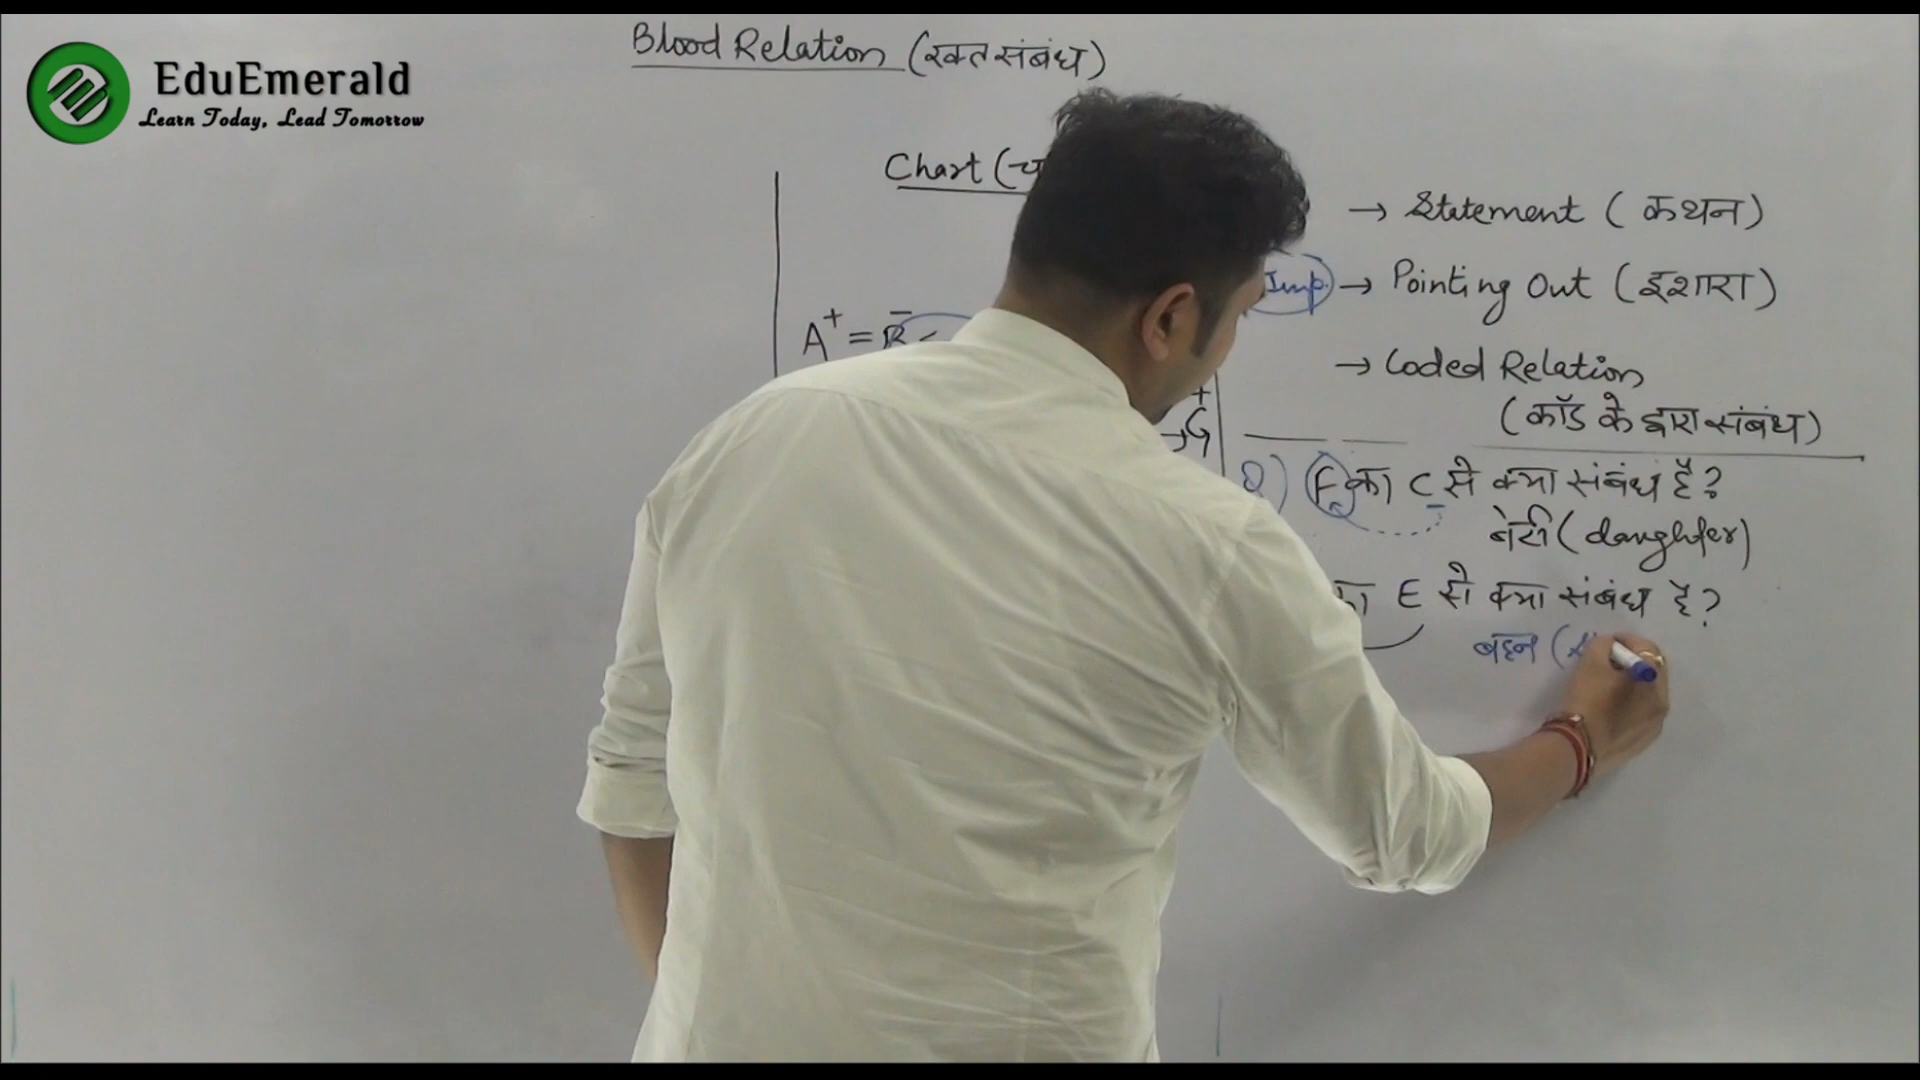 EduEmerald
Learn Today, Lead Tomorrow
Blood Relation (रक्त संबंध)
Chart (च
A⁺ = B⁻
G⁺
→ Statement (कथन)
Imp. → Pointing Out (इशारा)
→ Coded Relation
(कॉड के द्वारा संबंध)
Q) F का C से क्या संबंध है?
बेटी (daughter)
का E से क्या संबंध है?
बहन (